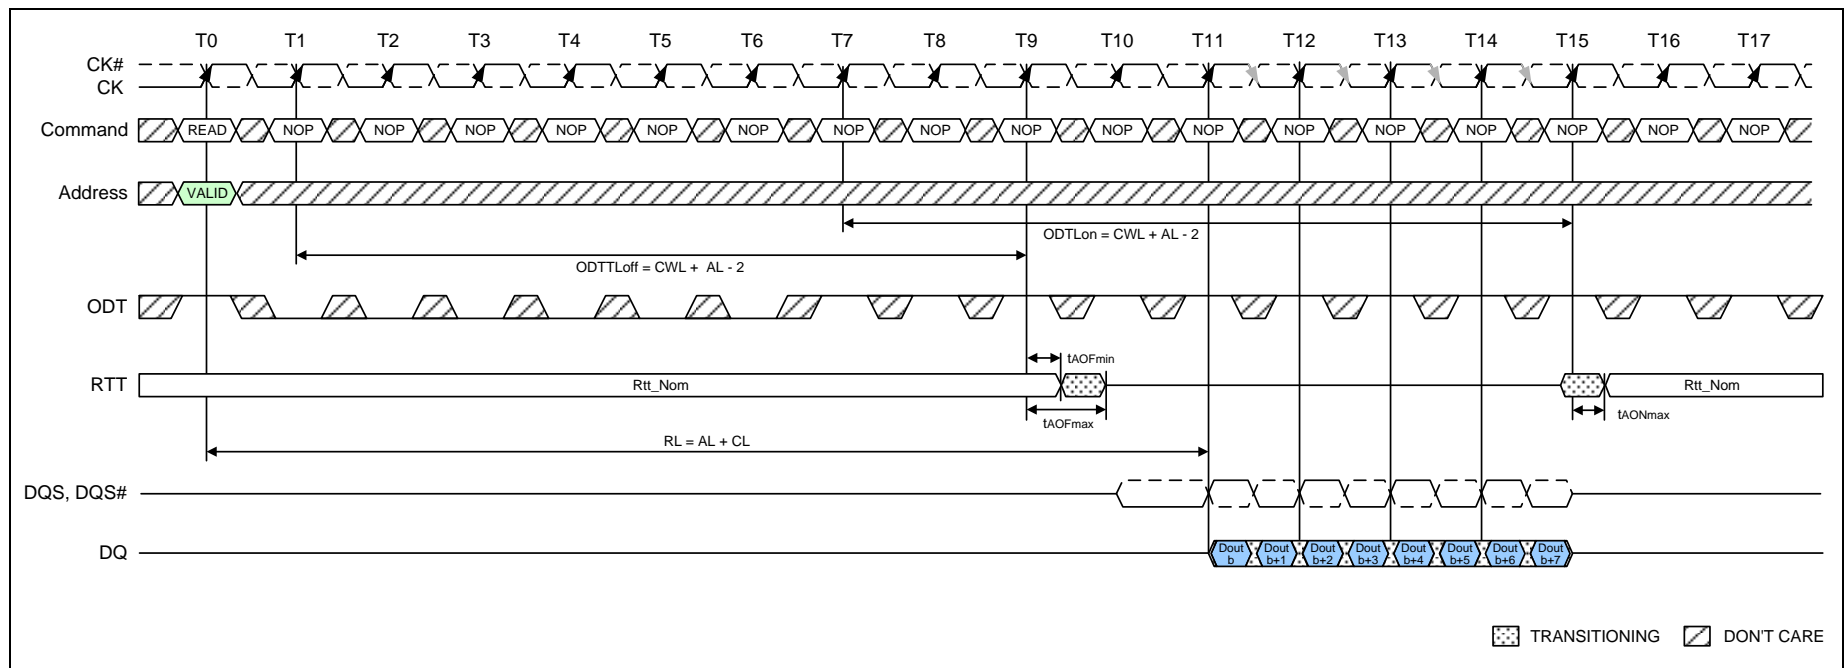 T0 T1 T2 T3 T4 T5 T6 T7 T8 T9 T10 T11 T12 T13 T14 T15 T16 T17
CK#
CK
Command READ NOP NOP NOP NOP NOP NOP NOP NOP NOP NOP NOP NOP NOP NOP NOP NOP NOP
Address VALID
ODTLon = CWL + AL - 2
ODTTLoff = CWL + AL - 2
ODT
tAOFmin
RTT Rtt_Nom Rtt_Nom
tAONmax
tAOFmax
RL = AL + CL
DQS, DQS#
DQ Dout b Dout b+1 Dout b+2 Dout b+3 Dout b+4 Dout b+5 Dout b+6 Dout b+7
TRANSITIONING DON'T CARE